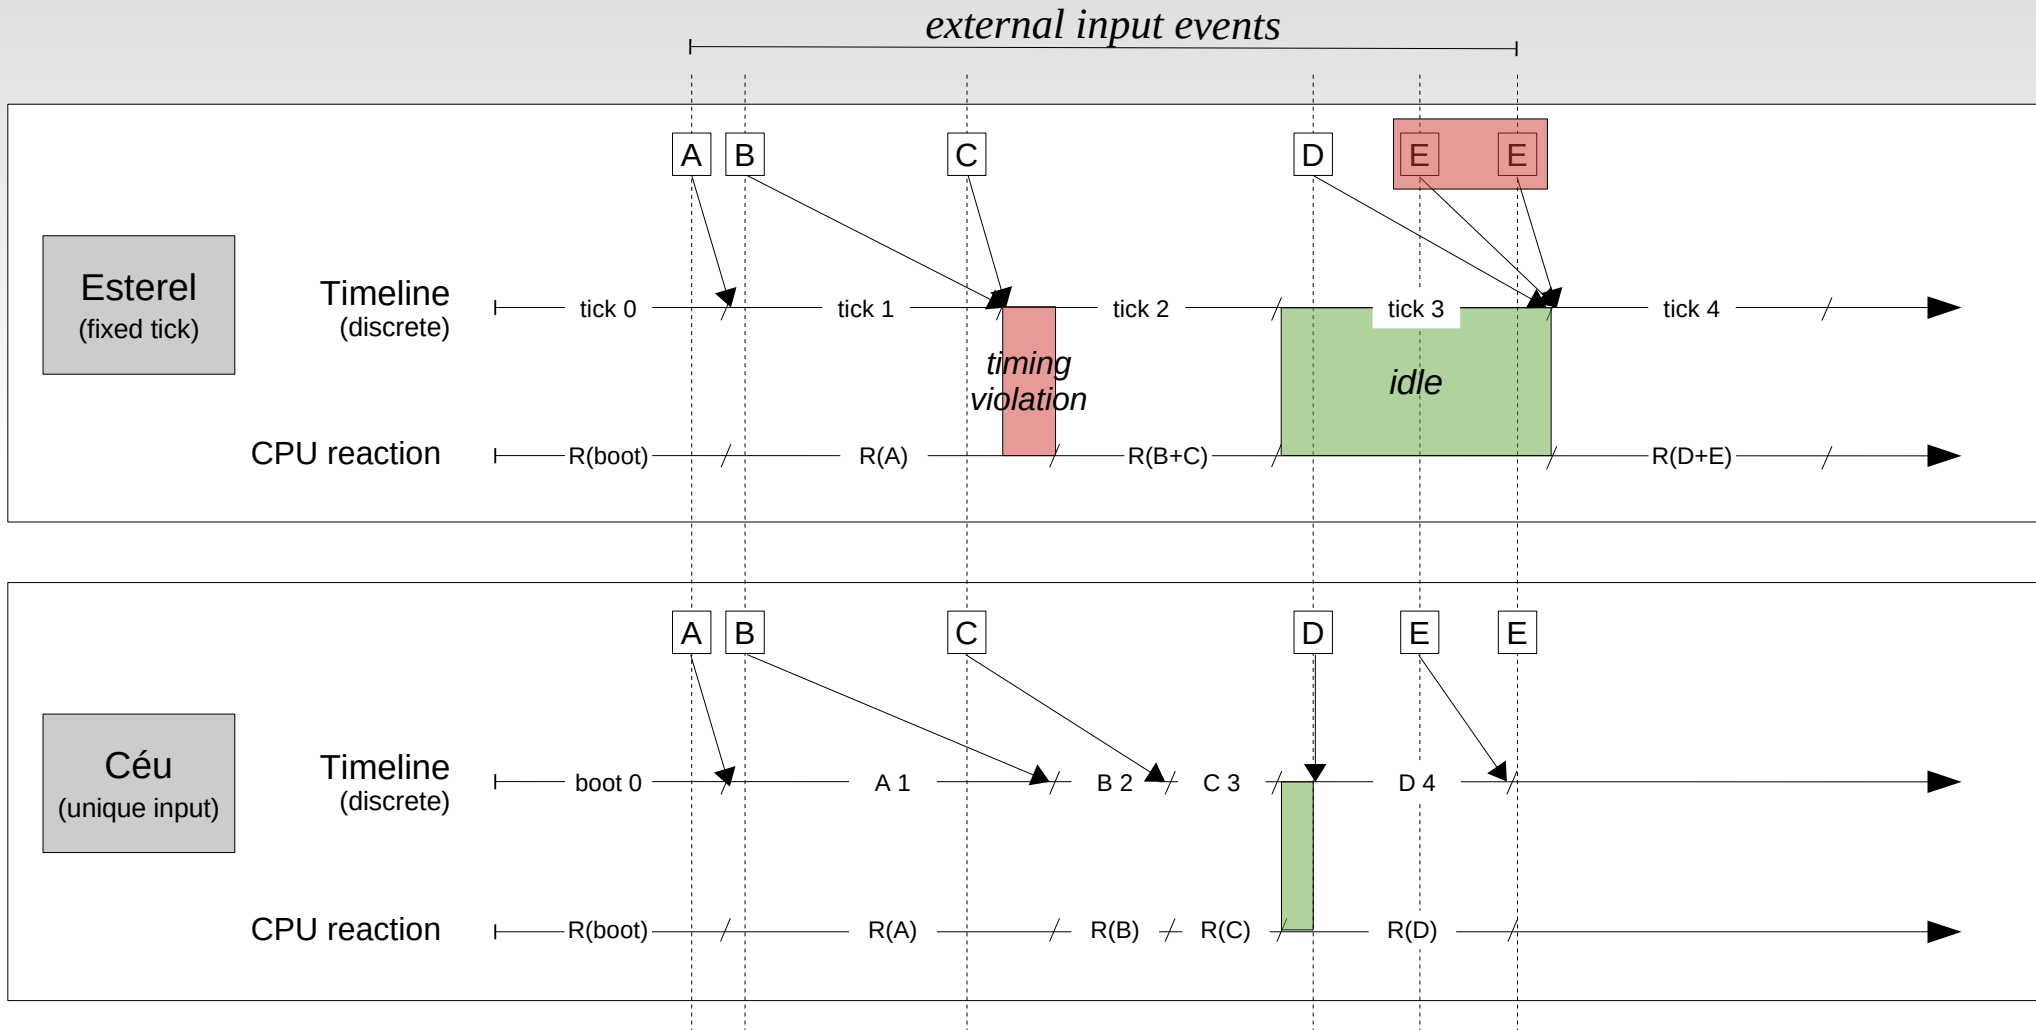 external input events
A B C D E E
Esterel
(fixed tick)
Timeline
(discrete)
tick 0 tick 1 tick 2 tick 3 tick 4
timing
violation
idle
CPU reaction
R(boot) R(A) R(B+C) R(D+E)
A B C D E E
Céu
(unique input)
Timeline
(discrete)
boot 0 A 1 B 2 C 3 D 4
CPU reaction
R(boot) R(A) R(B) R(C) R(D)